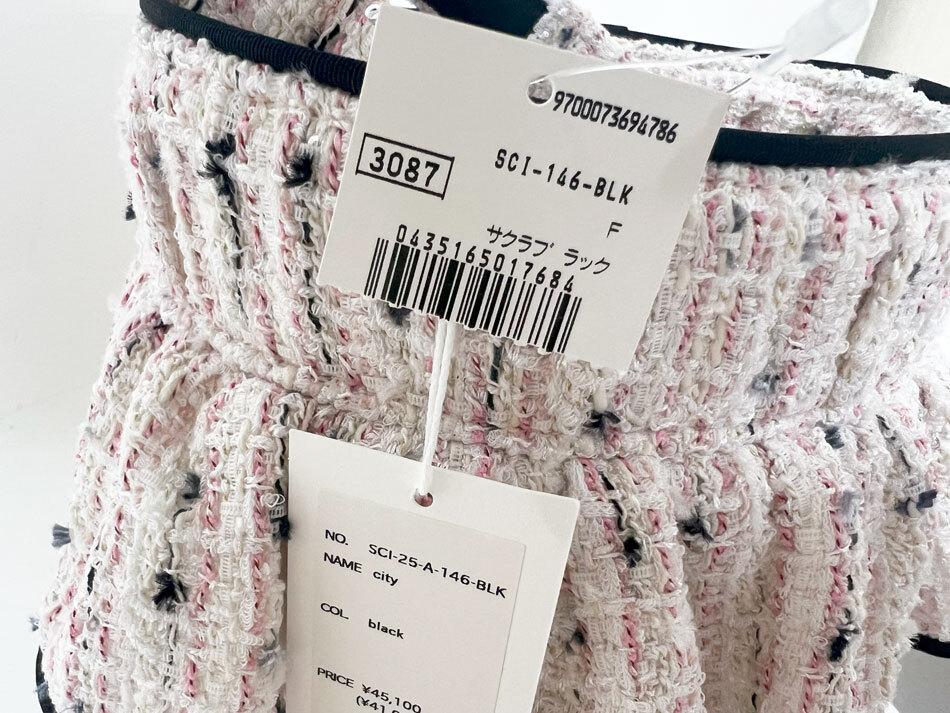 9700073694786
3087
SCI-146-BLK
F
サクラブ ラック
0435165017684
NO. SCI-25-A-146-BLK
NAME city
COL black
PRICE ¥45,100